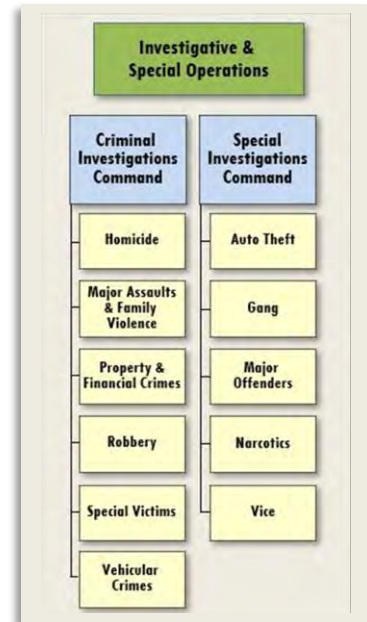 Investigative &
Special Operations
Criminal
Investigations
Command
Homicide
Major Assaults
& Family
Violence
Property &
Financial Crimes
Robbery
Special Victims
Vehicular
Crimes
Special
Investigations
Command
Auto Theft
Gang
Major
Offenders
Narcotics
Vice